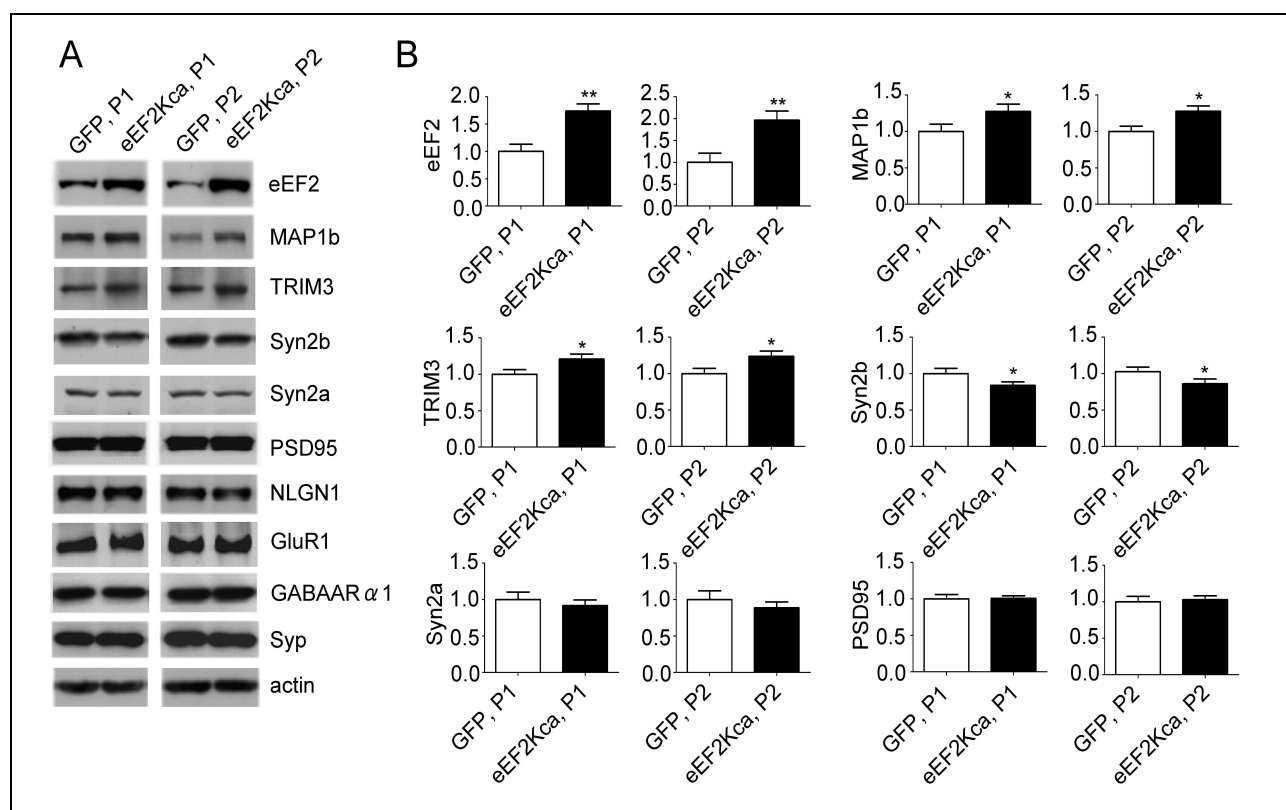 A
GFP, P1
eEF2Kca, P1
GFP, P2
eEF2Kca, P2
eEF2
MAP1b
TRIM3
Syn2b
Syn2a
PSD95
NLGN1
GluR1
GABAAR α1
Syp
actin
B
eEF2
2.0
1.5
1.0
0.5
0.0
**
GFP, P1
eEF2Kca, P1
2.5
2.0
1.5
1.0
0.5
0.0
**
GFP, P2
eEF2Kca, P2
MAP1b
1.5
1.0
0.5
0.0
*
GFP, P1
eEF2Kca, P1
1.5
1.0
0.5
0.0
*
GFP, P2
eEF2Kca, P2
TRIM3
1.5
1.0
0.5
0.0
*
GFP, P1
eEF2Kca, P1
1.5
1.0
0.5
0.0
*
GFP, P2
eEF2Kca, P2
Syn2b
1.5
1.0
0.5
0.0
*
GFP, P1
eEF2Kca, P1
1.5
1.0
0.5
0.0
*
GFP, P2
eEF2Kca, P2
Syn2a
1.5
1.0
0.5
0.0
GFP, P1
eEF2Kca, P1
1.5
1.0
0.5
0.0
GFP, P2
eEF2Kca, P2
PSD95
1.5
1.0
0.5
0.0
GFP, P1
eEF2Kca, P1
1.5
1.0
0.5
0.0
GFP, P2
eEF2Kca, P2